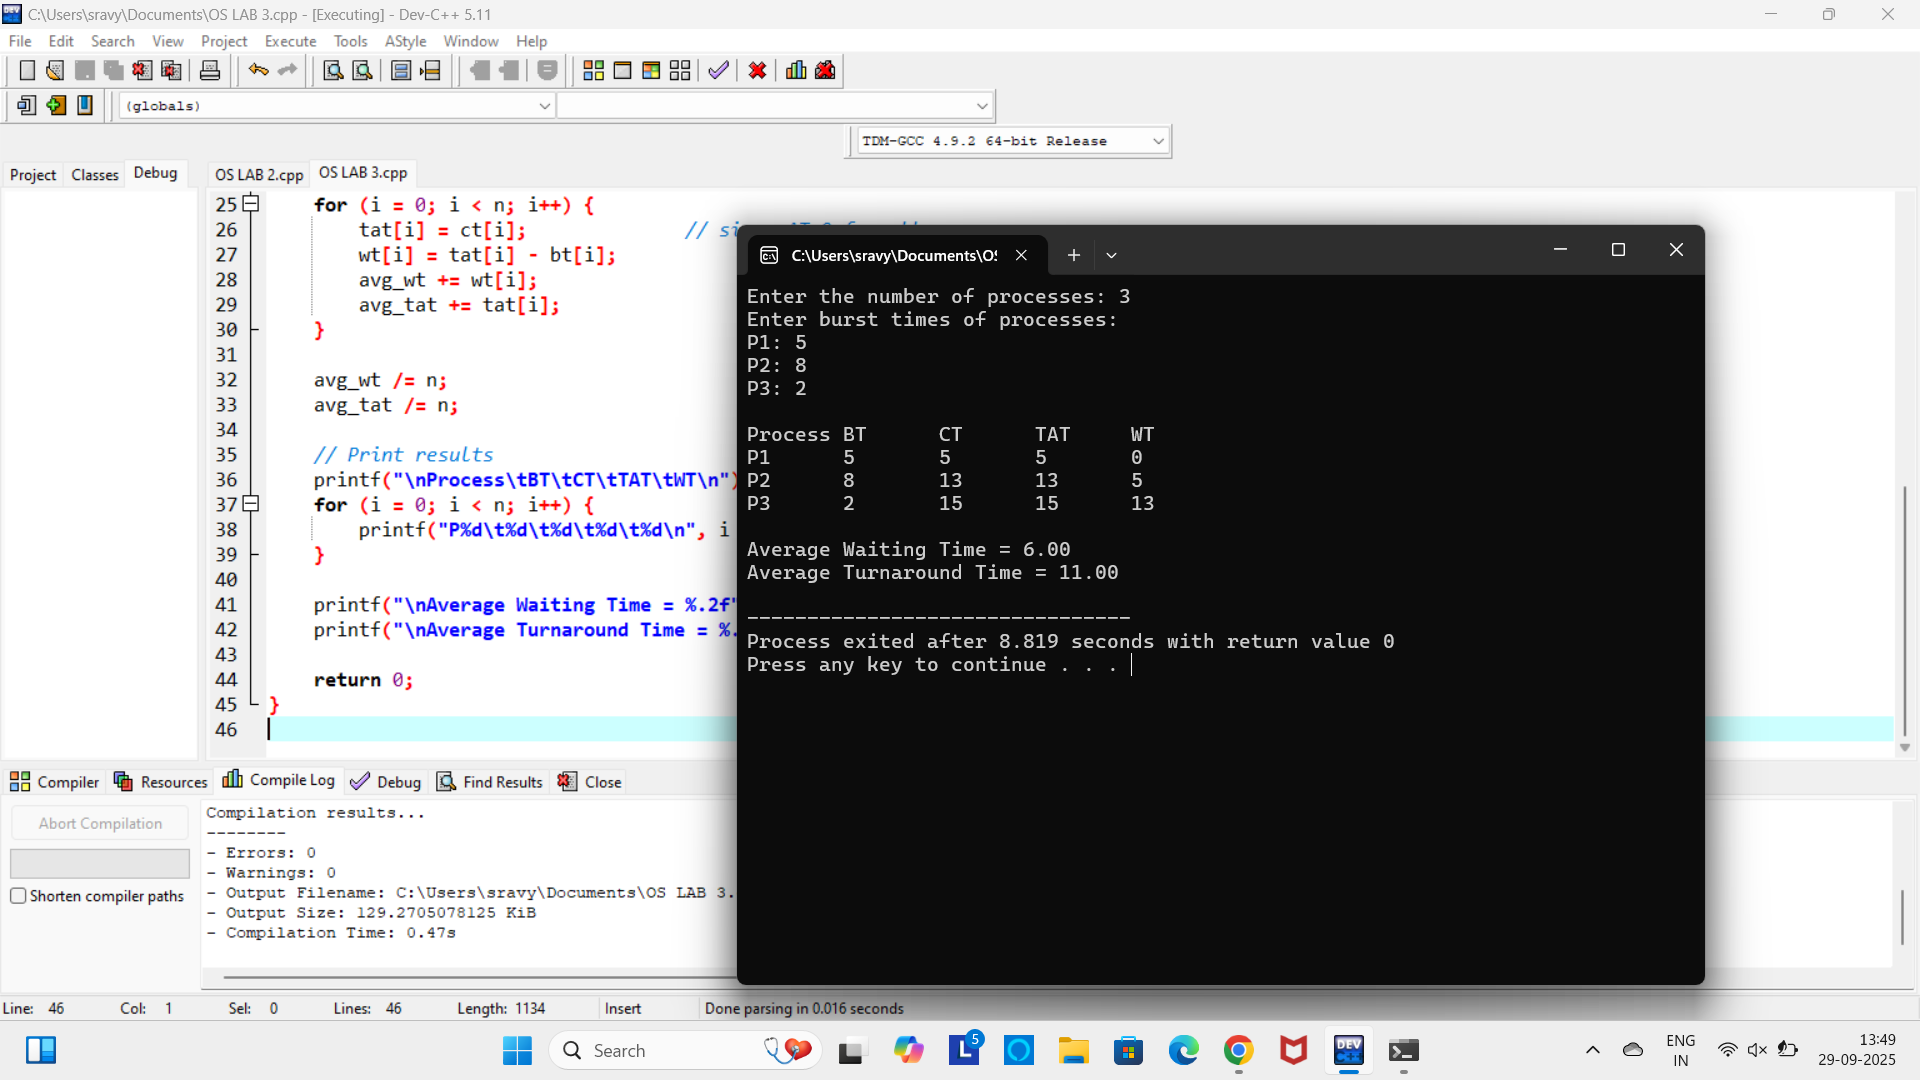 C:\Users\sravy\Documents\OS LAB 3.cpp - [Executing] - Dev-C++ 5.11
File Edit Search View Project Execute Tools AStyle Window Help
(globals)
TDM-GCC 4.9.2 64-bit Release
Project Classes Debug
OS LAB 2.cpp OS LAB 3.cpp
25 for (i = 0; i < n; i++) {
26 tat[i] = ct[i]; //
27 wt[i] = tat[i] - bt[i];
28 avg_wt += wt[i];
29 avg_tat += tat[i];
30 }
31
32 avg_wt /= n;
33 avg_tat /= n;
34
35 // Print results
36 printf("\nProcess\tBT\tCT\tTAT\tWT\n")
37 for (i = 0; i < n; i++) {
38 printf("P%d\t%d\t%d\t%d\t%d\n", i
39 }
40
41 printf("\nAverage Waiting Time = %.2f"
42 printf("\nAverage Turnaround Time = %.
43
44 return 0;
45 }
46
C:\Users\sravy\Documents\OS
Enter the number of processes: 3
Enter burst times of processes:
P1: 5
P2: 8
P3: 2
Process BT CT TAT WT
P1 5 5 5 0
P2 8 13 13 5
P3 2 15 15 13
Average Waiting Time = 6.00
Average Turnaround Time = 11.00
--------------------------------
Process exited after 8.819 seconds with return value 0
Press any key to continue . . .
Compiler Resources Compile Log Debug Find Results Close
Abort Compilation
Shorten compiler paths
Compilation results...
--------
- Errors: 0
- Warnings: 0
- Output Filename: C:\Users\sravy\Documents\OS LAB 3.
- Output Size: 129.2705078125 KiB
- Compilation Time: 0.47s
Line: 46 Col: 1 Sel: 0 Lines: 46 Length: 1134 Insert Done parsing in 0.016 seconds
Search
L 5
DEV C++
ENG
IN
13:49
29-09-2025